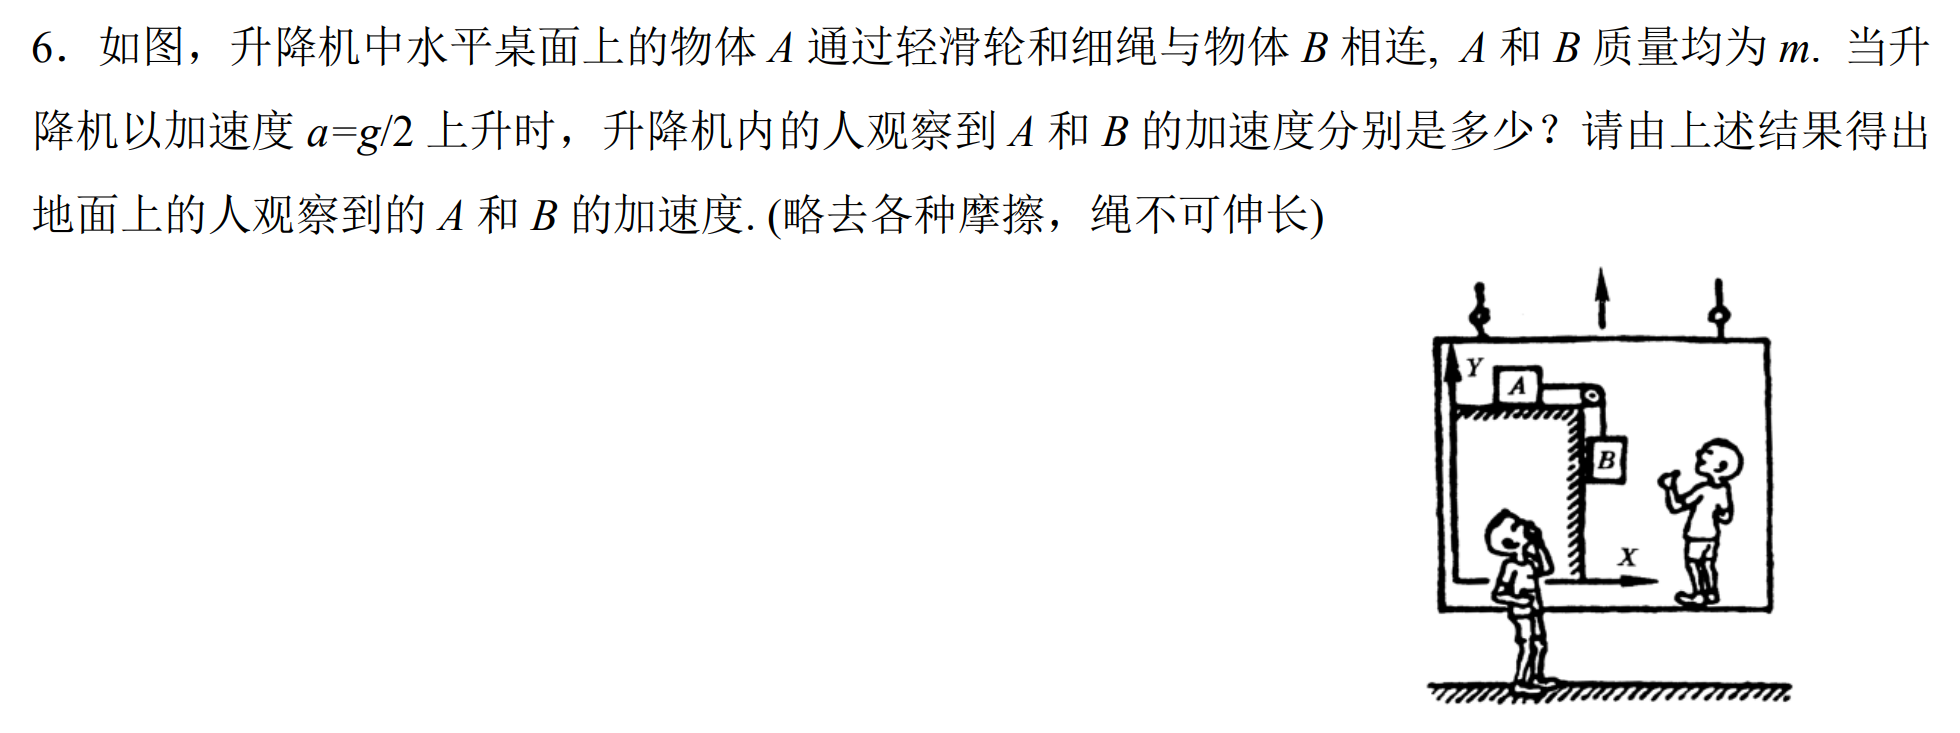 6．如图，升降机中水平桌面上的物体 A 通过轻滑轮和细绳与物体 B 相连, A 和 B 质量均为 m. 当升
降机以加速度 a=g/2 上升时，升降机内的人观察到 A 和 B 的加速度分别是多少？请由上述结果得出
地面上的人观察到的 A 和 B 的加速度. (略去各种摩擦，绳不可伸长)
Y
A
B
X